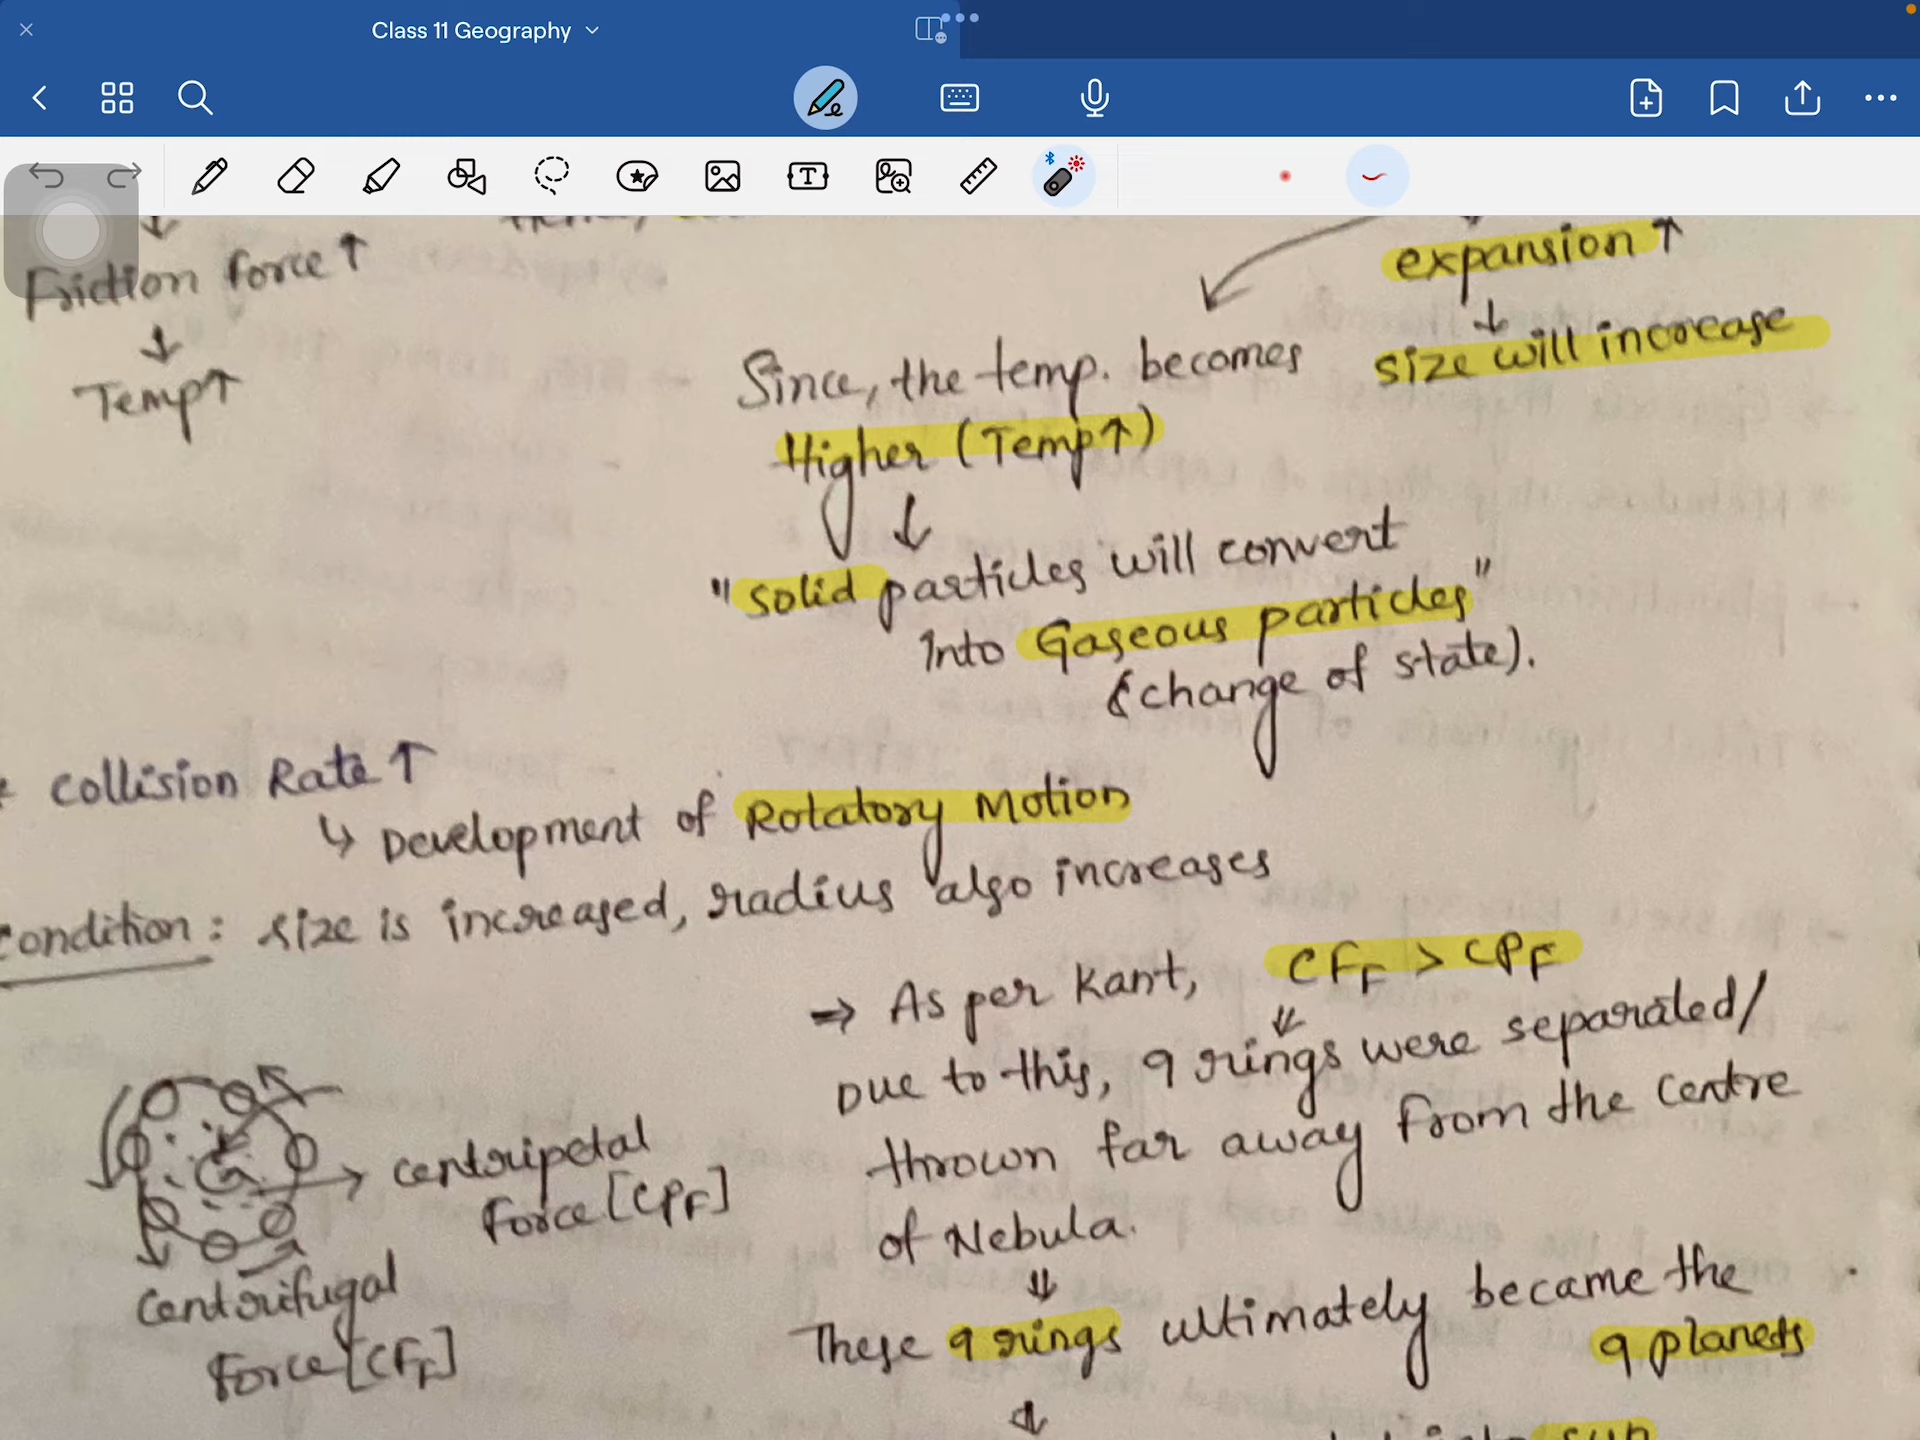 Class 11 Geography
Friction force ↑
↓
Temp↑
expansion ↑
↓
size will increase
Since, the temp. becomes
Higher (Temp↑)
↓
"solid particles will convert
into Gaseous particles"
(change of state).
Collision Rate ↑
↳ Development of Rotatory Motion
Condition: size is increased, radius also increases
⇒ As per Kant, CFF > CPF
Due to this, 9 rings were separated/
thrown far away from the centre
of Nebula.
⇓
These 9 rings ultimately became the
9 planets
↓
sun
centripetal
force [CPF]
Centrifugal
force [CFF]